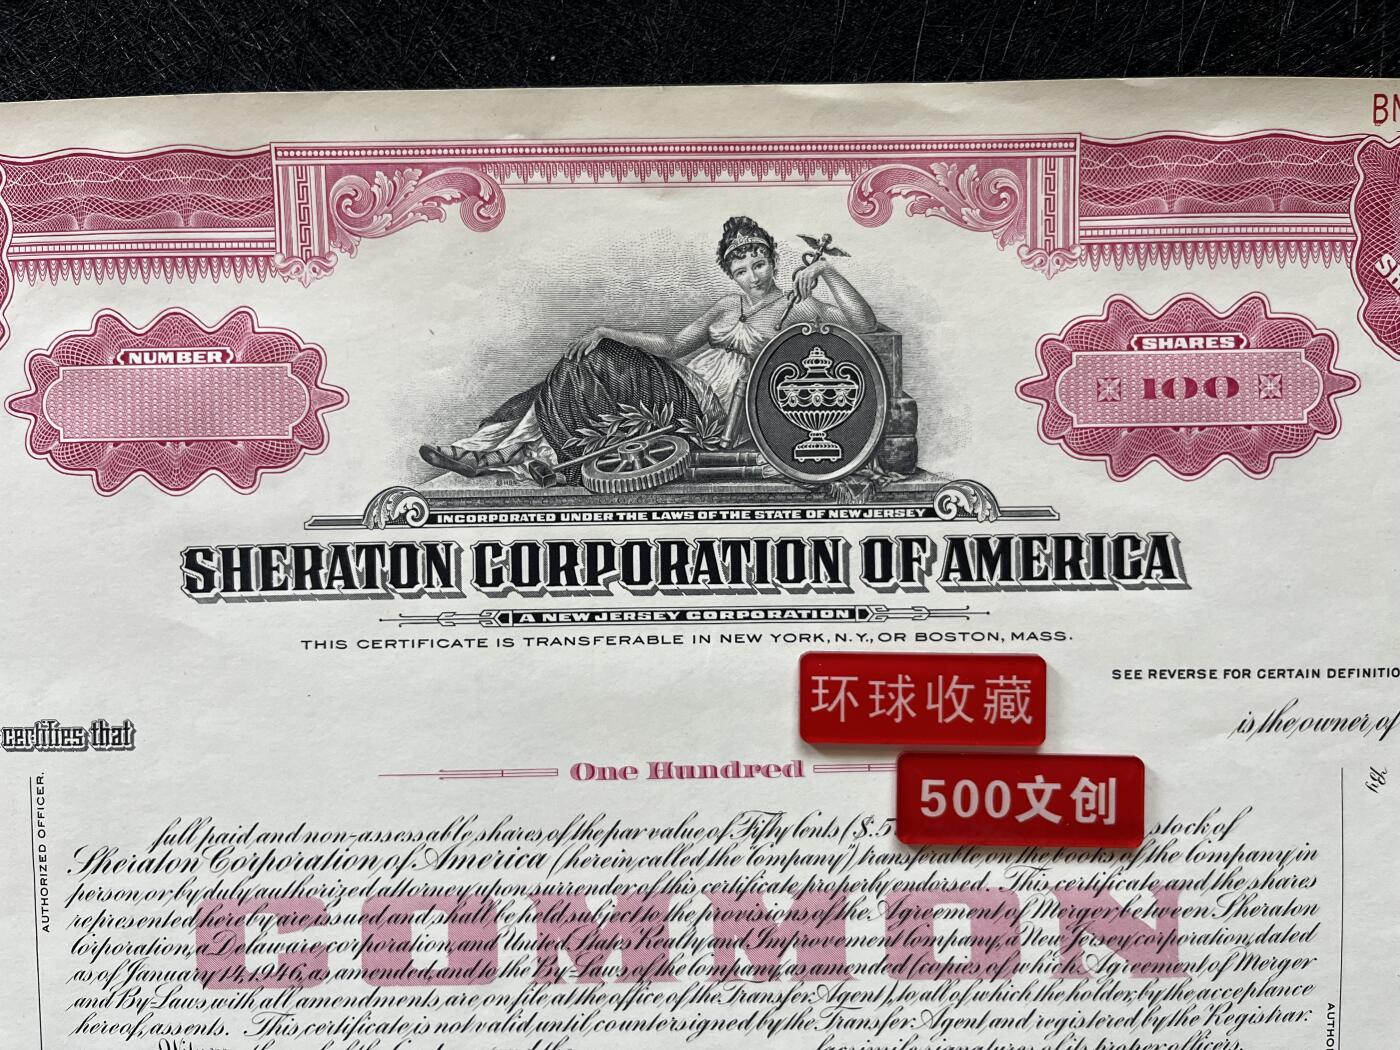 BN
NUMBER
SHARES
100
INCORPORATED UNDER THE LAWS OF THE STATE OF NEW JERSEY
SHERATON CORPORATION OF AMERICA
A NEW JERSEY CORPORATION
THIS CERTIFICATE IS TRANSFERABLE IN NEW YORK, N.Y., OR BOSTON, MASS.
环球收藏
SEE REVERSE FOR CERTAIN DEFINITIO
certifies that
is the owner of
One Hundred
500文创
AUTHORIZED OFFICER.
By
full paid and non-assessable shares of the par value of Fifty Cents ($.5 stock of
Sheraton Corporation of America (herein called the "Company") transferable on the books of the Company in
person or by duly authorized attorney upon surrender of this certificate properly endorsed. This certificate and the shares
represented hereby are issued and shall be held subject to the provisions of the Agreement of Merger between Sheraton
Corporation, a Delaware corporation, and United States Realty and Improvement Company, a New Jersey corporation, dated
as of January 14, 1946, as amended, and to the By-Laws of the Company, as amended (copies of which Agreement of Merger
and By-Laws with all amendments are on file at the office of the Transfer Agent), to all of which the holder, by the acceptance
hereof, assents. This certificate is not valid until countersigned by the Transfer Agent and registered by the Registrar.
COMMON
facsimile signatures of its proper officers.